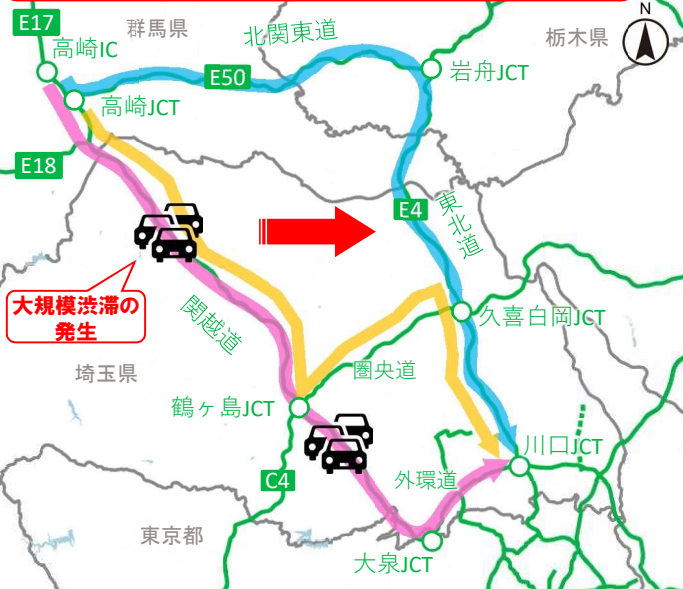 N
E17
群馬県
北関東道
栃木県
高崎IC
E50
岩舟JCT
高崎JCT
E18
E4
東北道
大規模渋滞の
発生
関越道
久喜白岡JCT
埼玉県
圏央道
鶴ヶ島JCT
川口JCT
C4
外環道
東京都
大泉JCT